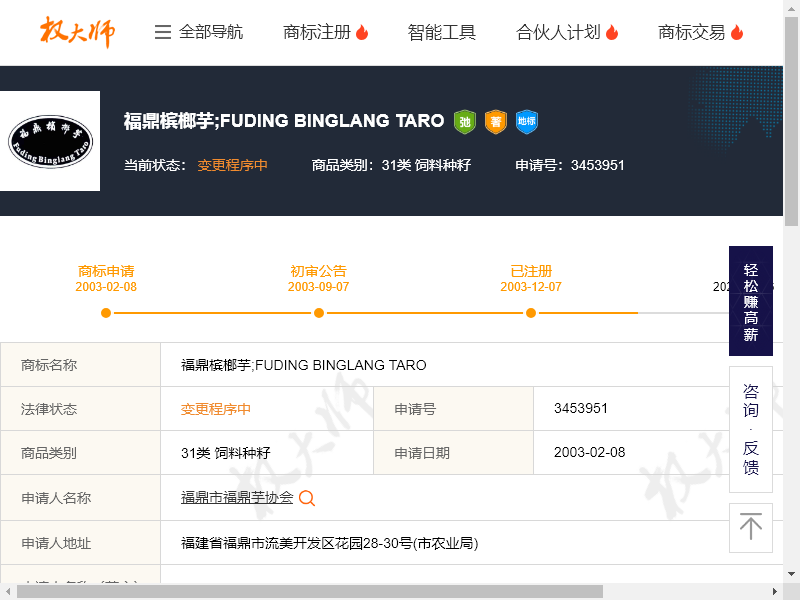 权大师
全部导航 商标注册 智能工具 合伙人计划 商标交易
福鼎槟榔芋
Fuding Binglang Taro
福鼎槟榔芋;FUDING BINGLANG TARO 驰 著 地标
当前状态: 变更程序中 商品类别: 31类 饲料种籽 申请号: 3453951
商标申请 初审公告 已注册
2003-02-08 2003-09-07 2003-12-07
轻松赚高薪
咨询·反馈
商标名称 福鼎槟榔芋;FUDING BINGLANG TARO
法律状态 变更程序中 申请号 3453951
商品类别 31类 饲料种籽 申请日期 2003-02-08
申请人名称 福鼎市福鼎芋协会
申请人地址 福建省福鼎市流美开发区花园28-30号(市农业局)
权大师
权大师